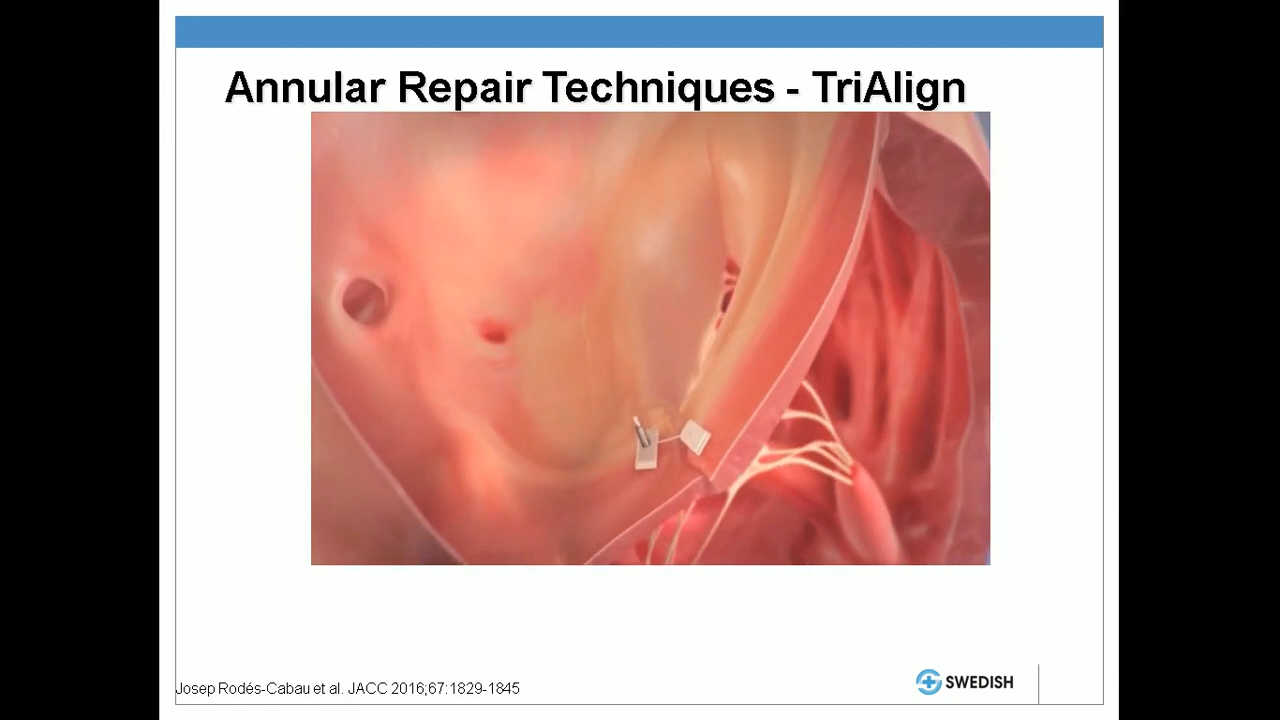 Annular Repair Techniques - TriAlign
Josep Rodés-Cabau et al. JACC 2016;67:1829-1845
SWEDISH